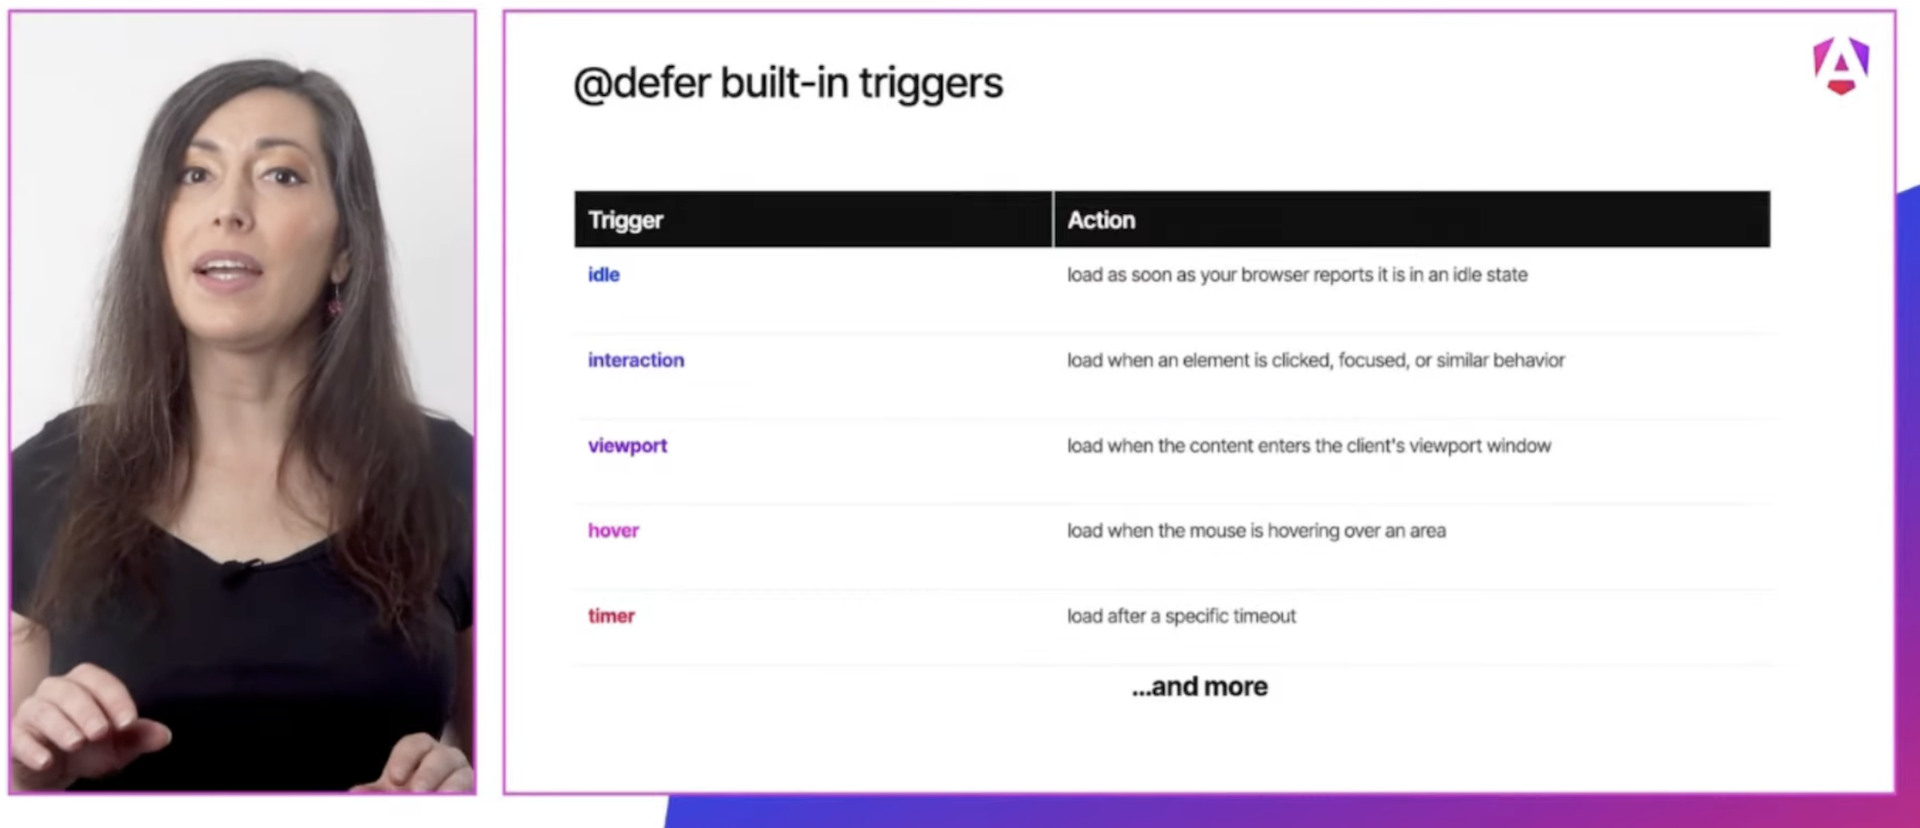 @defer built-in triggers
Trigger Action
idle load as soon as your browser reports it is in an idle state
interaction load when an element is clicked, focused, or similar behavior
viewport load when the content enters the client's viewport window
hover load when the mouse is hovering over an area
timer load after a specific timeout
...and more